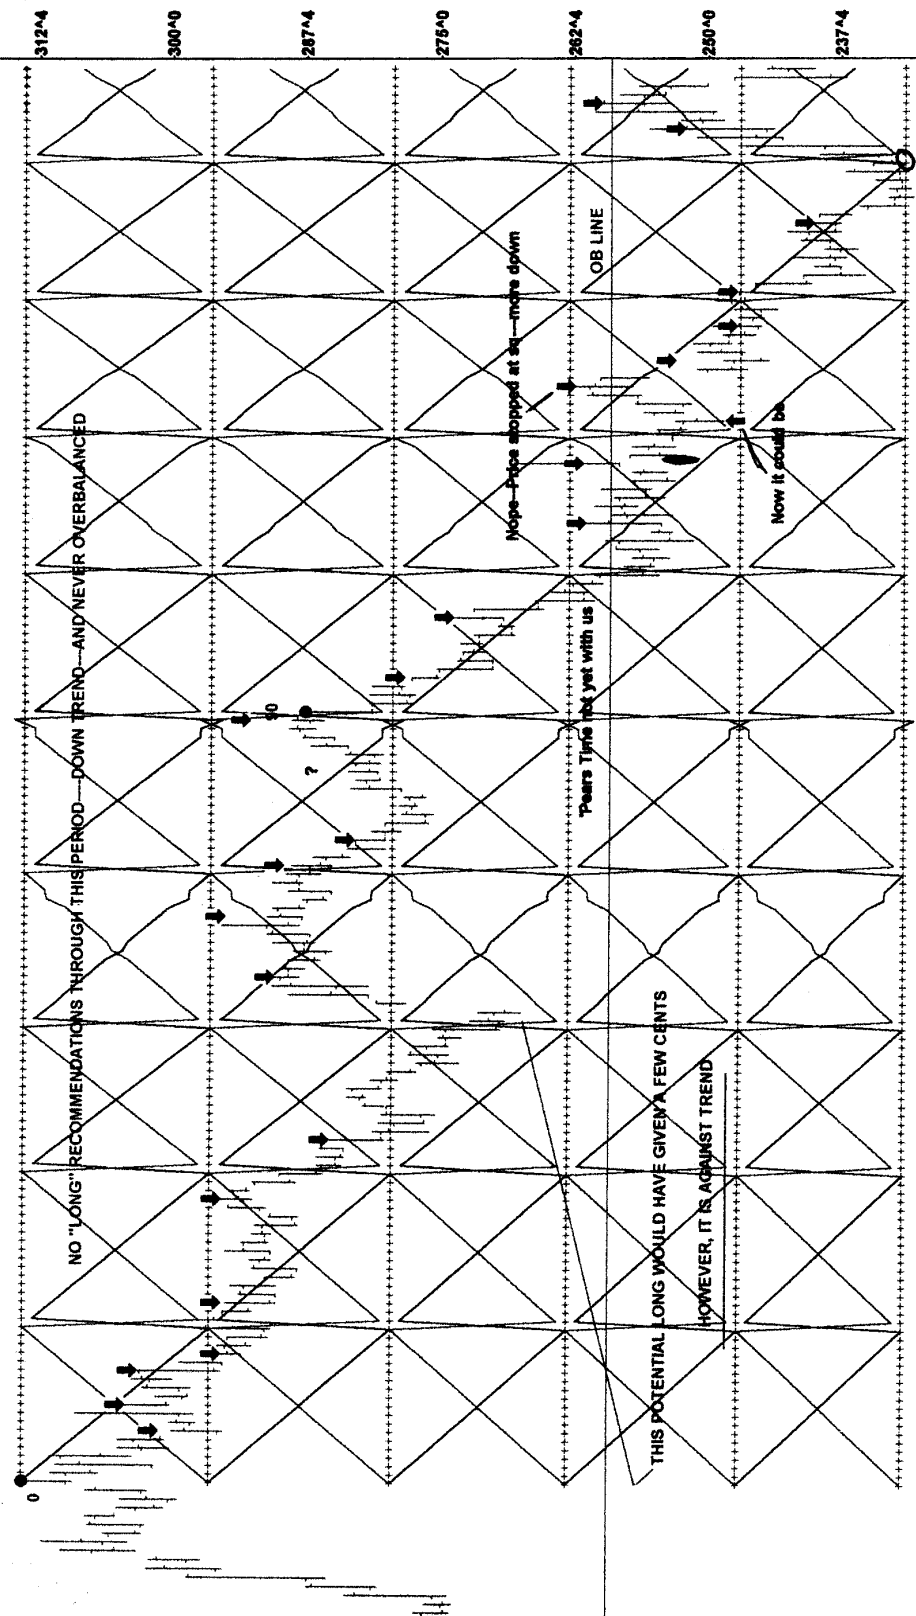 312^4
300^0
287^4
275^0
262^4
250^0
237^4
NO "LONG" RECOMMENDATIONS THROUGH THIS PERIOD---DOWN TREND---AND NEVER OVERBALANCED
Nope--Price stopped at sq---more down
OB LINE
Now it could be
90
?
'Pears Time not yet with us
THIS POTENTIAL LONG WOULD HAVE GIVEN A FEW CENTS
HOWEVER, IT IS AGAINST TREND
0